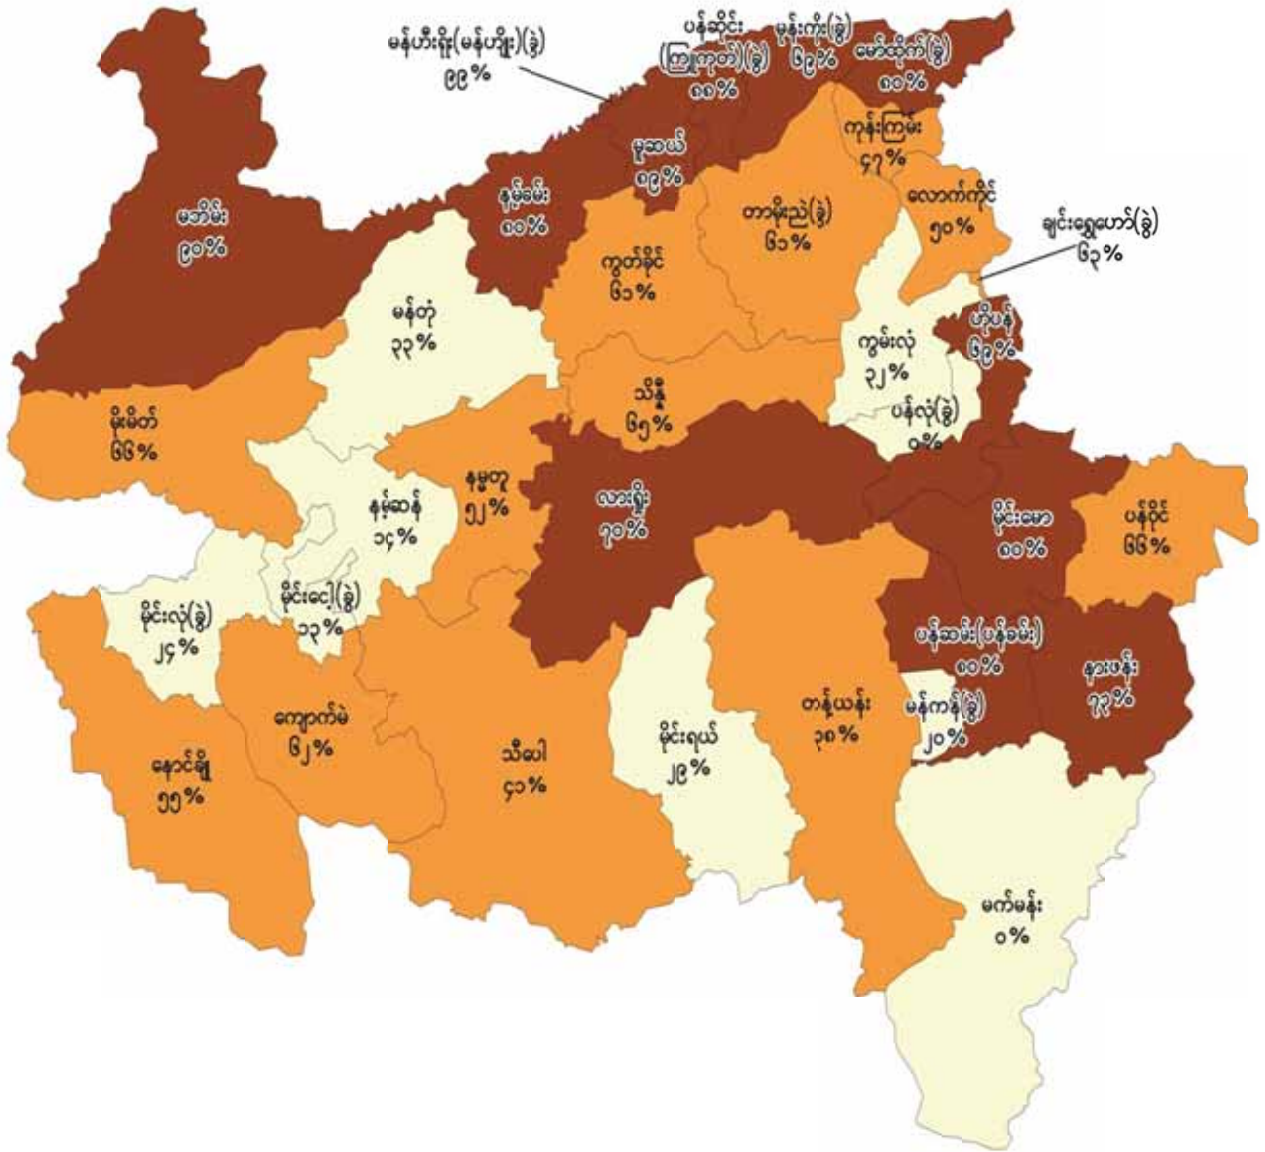 မန်ဟီးရိုး(မန်ဟျိုး)(ခွဲ)
၉၉%
ပန်ဆိုင်း
(ကြူကုတ်)(ခွဲ)
၈၈%
မုန်းကိုး(ခွဲ)
၆၉%
မော်ထိုက်(ခွဲ)
၈၀%
ကုန်းကြမ်း
၄၇%
မူဆယ်
၈၉%
နမ့်ခမ်း
၈၀%
မဘိမ်း
၉၀%
တာမိုးညဲ(ခွဲ)
၆၁%
လောက်ကိုင်
၅၀%
ချင်းရွှေဟော်(ခွဲ)
၆၃%
ကွတ်ခိုင်
၆၁%
မန်တုံ
၃၃%
ကွမ်းလုံ
၃၂%
ဟိုပန်
၆၉%
သိန္နီ
၆၅%
ပန်လုံ(ခွဲ)
၀%
မိုးမိတ်
၆၆%
နမ္မတူ
၅၂%
နမ့်ဆန်
၁၄%
လားရှိုး
၇၀%
မိုင်းမော
၈၀%
ပန်ဝိုင်
၆၆%
မိုင်းငေါ့(ခွဲ)
၁၃%
မိုင်းလုံ(ခွဲ)
၂၄%
ပန်ဆမ်း(ပန်ခမ်း)
၈၀%
နားဖန်း
၇၃%
မန်ကန်(ခွဲ)
၂၀%
တန့်ယန်း
၃၈%
ကျောက်မဲ
၆၂%
မိုင်းရယ်
၂၉%
သီပေါ
၄၁%
နောင်ချို
၅၅%
မက်မန်း
၀%